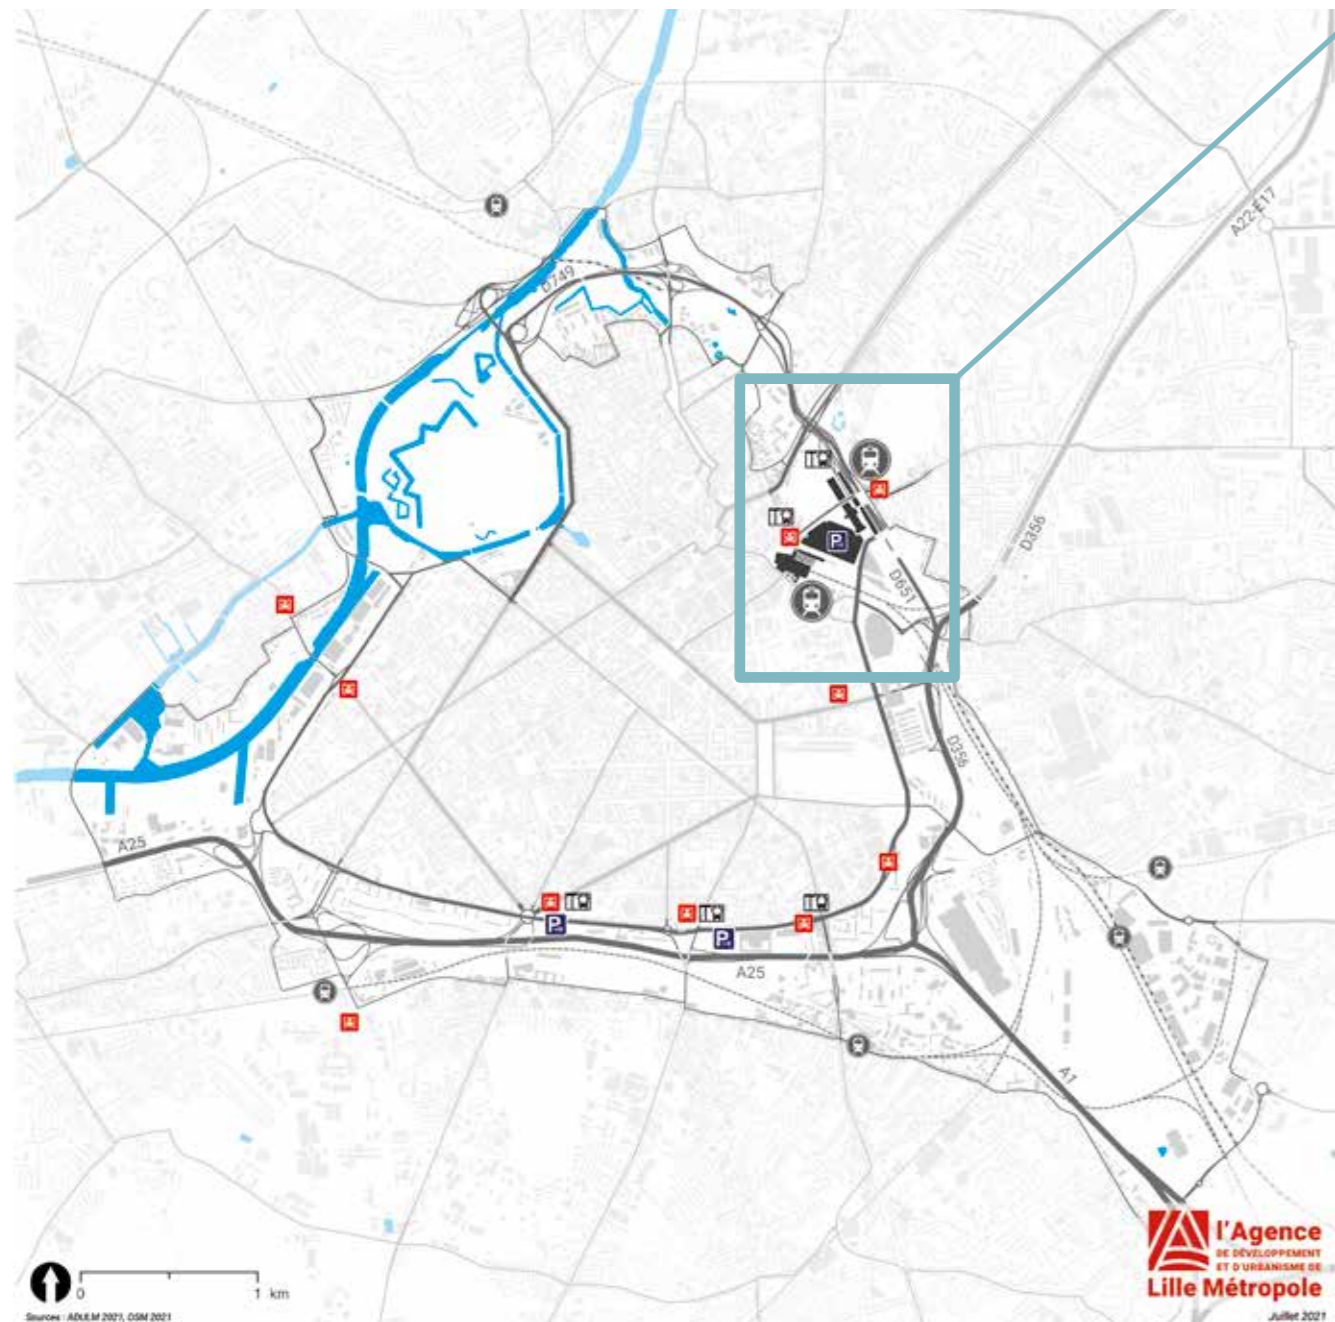 A22-E17
D749
D356
P
D651
D356
A25
P
P
A25
A1
0 1 km
Sources : ADULM 2021, OSM 2021
l'Agence
DE DÉVELOPPEMENT
ET D'URBANISME DE
Lille Métropole
Juillet 2021